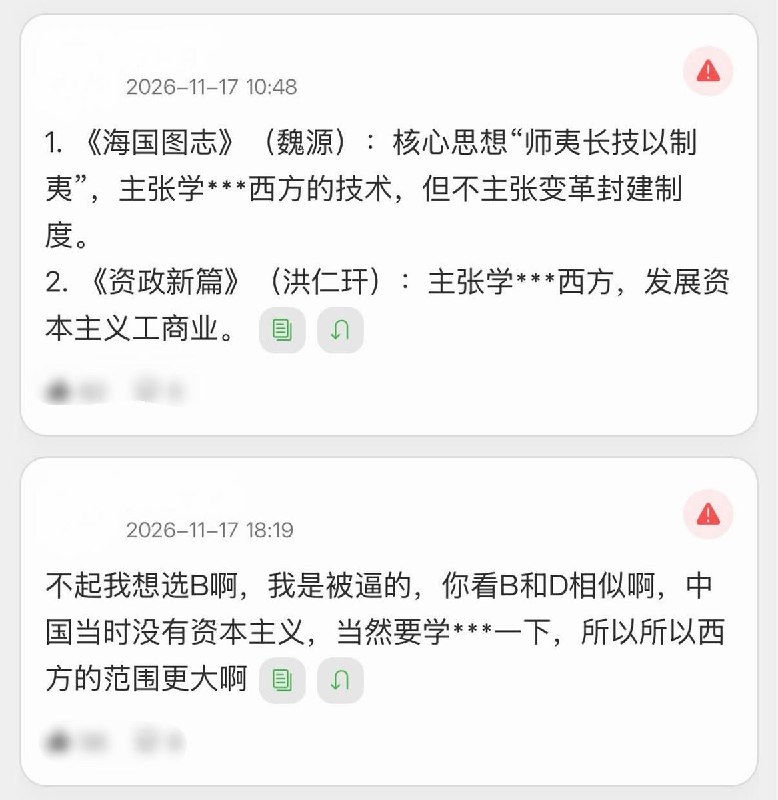 2026-11-17 10:48
1. 《海国图志》（魏源）：核心思想“师夷长技以制
夷”，主张学***西方的技术，但不主张变革封建制
度。
2. 《资政新篇》（洪仁玕）：主张学***西方，发展资
本主义工商业。
2026-11-17 18:19
不起我想选B啊，我是被逼的，你看B和D相似啊，中
国当时没有资本主义，当然要学***一下，所以所以西
方的范围更大啊